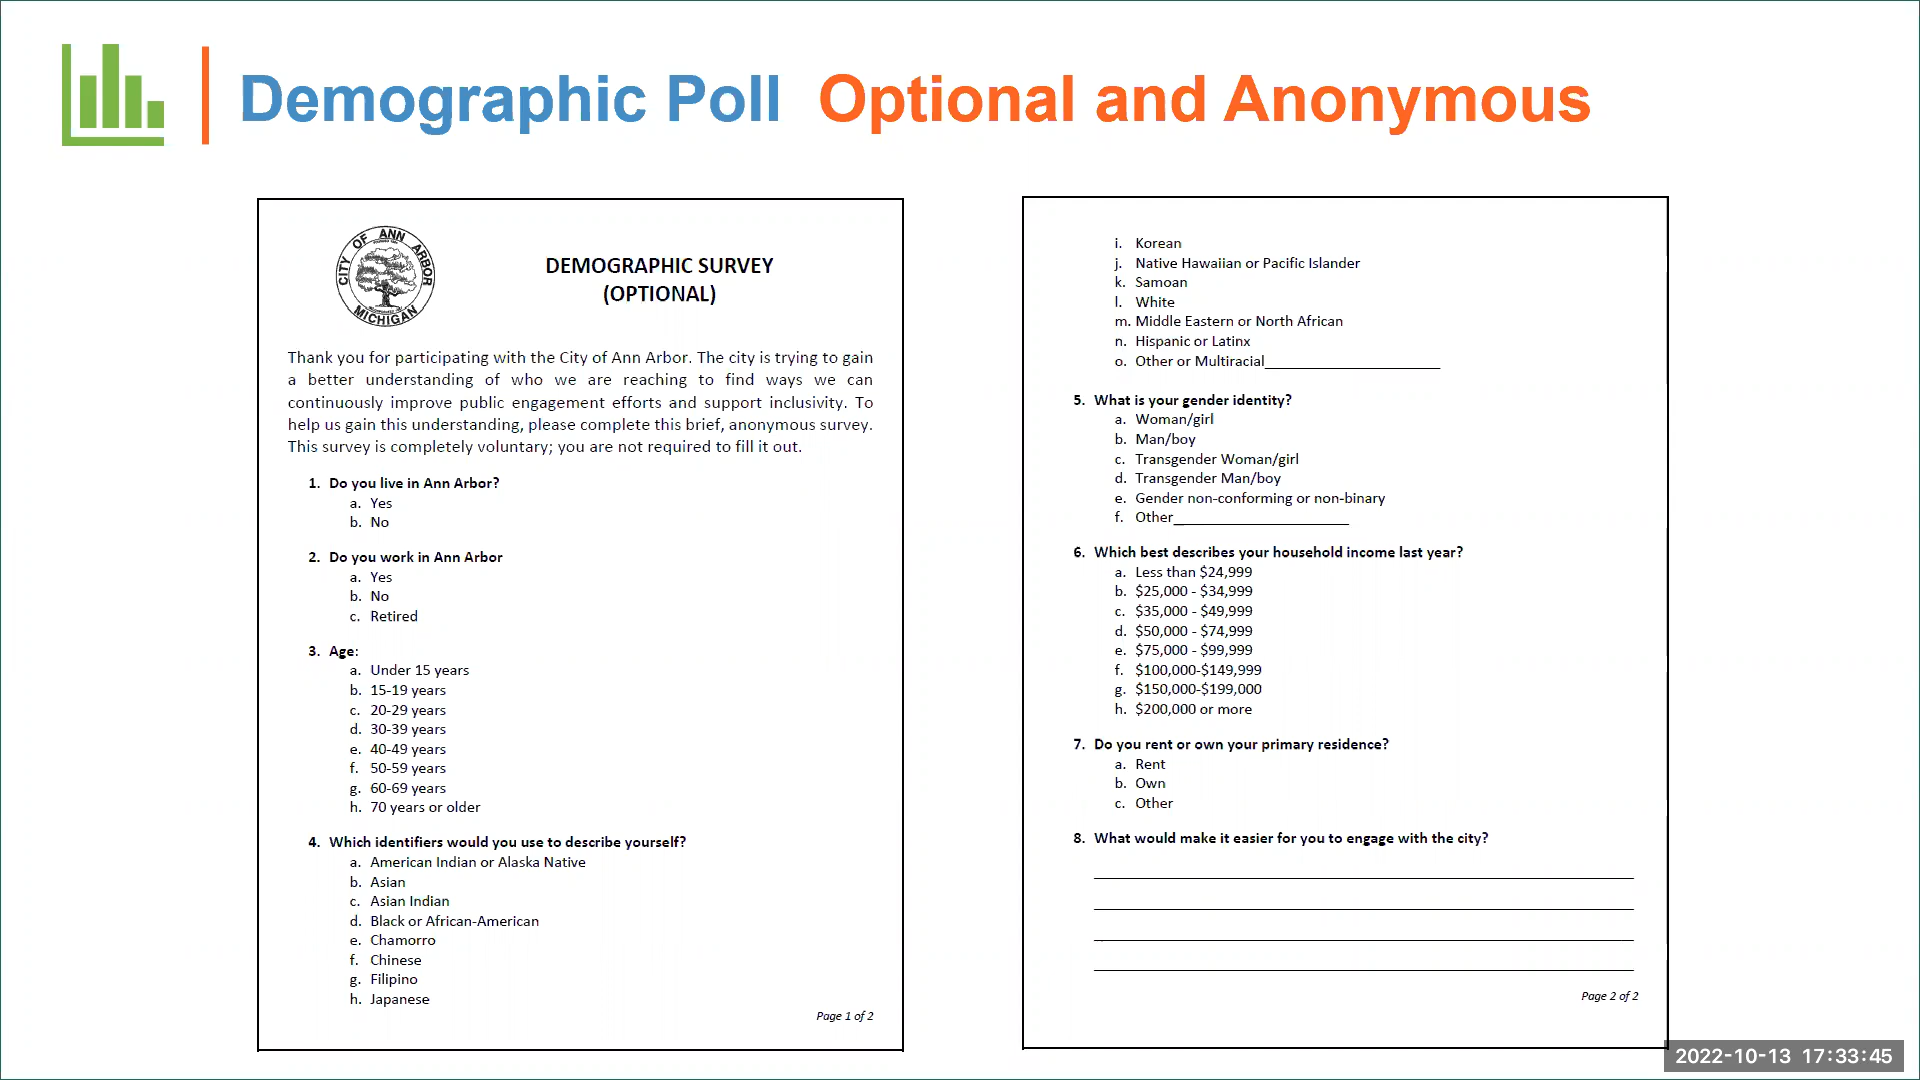 Demographic Poll Optional and Anonymous
CITY OF ANN ARBOR
MICHIGAN
DEMOGRAPHIC SURVEY
(OPTIONAL)
Thank you for participating with the City of Ann Arbor. The city is trying to gain
a better understanding of who we are reaching to find ways we can
continuously improve public engagement efforts and support inclusivity. To
help us gain this understanding, please complete this brief, anonymous survey.
This survey is completely voluntary; you are not required to fill it out.
1. Do you live in Ann Arbor?
a. Yes
b. No
2. Do you work in Ann Arbor
a. Yes
b. No
c. Retired
3. Age:
a. Under 15 years
b. 15-19 years
c. 20-29 years
d. 30-39 years
e. 40-49 years
f. 50-59 years
g. 60-69 years
h. 70 years or older
4. Which identifiers would you use to describe yourself?
a. American Indian or Alaska Native
b. Asian
c. Asian Indian
d. Black or African-American
e. Chamorro
f. Chinese
g. Filipino
h. Japanese
Page 1 of 2
i. Korean
j. Native Hawaiian or Pacific Islander
k. Samoan
l. White
m. Middle Eastern or North African
n. Hispanic or Latinx
o. Other or Multiracial
5. What is your gender identity?
a. Woman/girl
b. Man/boy
c. Transgender Woman/girl
d. Transgender Man/boy
e. Gender non-conforming or non-binary
f. Other
6. Which best describes your household income last year?
a. Less than $24,999
b. $25,000 - $34,999
c. $35,000 - $49,999
d. $50,000 - $74,999
e. $75,000 - $99,999
f. $100,000-$149,999
g. $150,000-$199,000
h. $200,000 or more
7. Do you rent or own your primary residence?
a. Rent
b. Own
c. Other
8. What would make it easier for you to engage with the city?
Page 2 of 2
2022-10-13 17:33:45